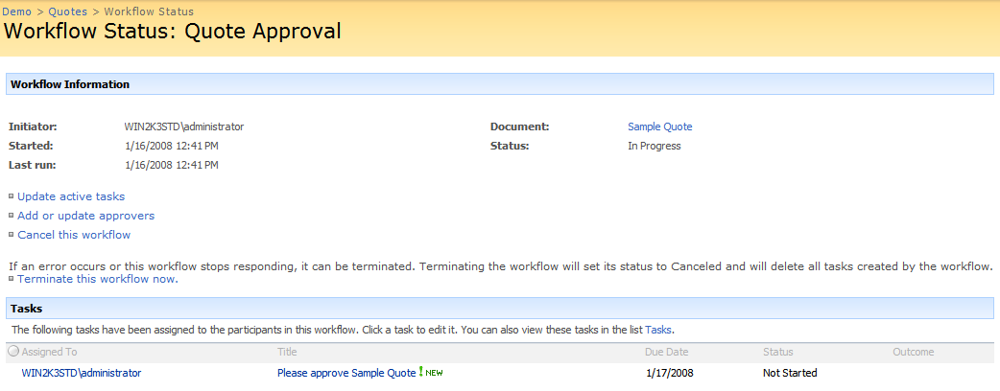 Demo > Quotes > Workflow Status
Workflow Status: Quote Approval
Workflow Information
Initiator: WIN2K3STD\administrator Document: Sample Quote
Started: 1/16/2008 12:41 PM Status: In Progress
Last run: 1/16/2008 12:41 PM
Update active tasks
Add or update approvers
Cancel this workflow
If an error occurs or this workflow stops responding, it can be terminated. Terminating the workflow will set its status to Canceled and will delete all tasks created by the workflow.
Terminate this workflow now.
Tasks
The following tasks have been assigned to the participants in this workflow. Click a task to edit it. You can also view these tasks in the list Tasks.
Assigned To Title Due Date Status Outcome
WIN2K3STD\administrator Please approve Sample Quote ! NEW 1/17/2008 Not Started